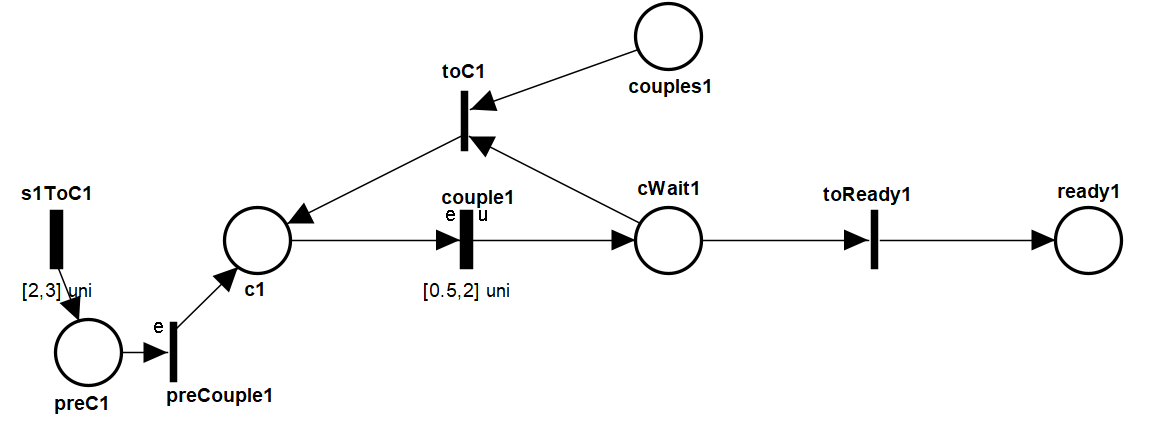 couples1
toC1
s1ToC1
couple1
e u
cWait1
toReady1
ready1
[2,3] uni
c1
[0.5,2] uni
e
preC1
preCouple1